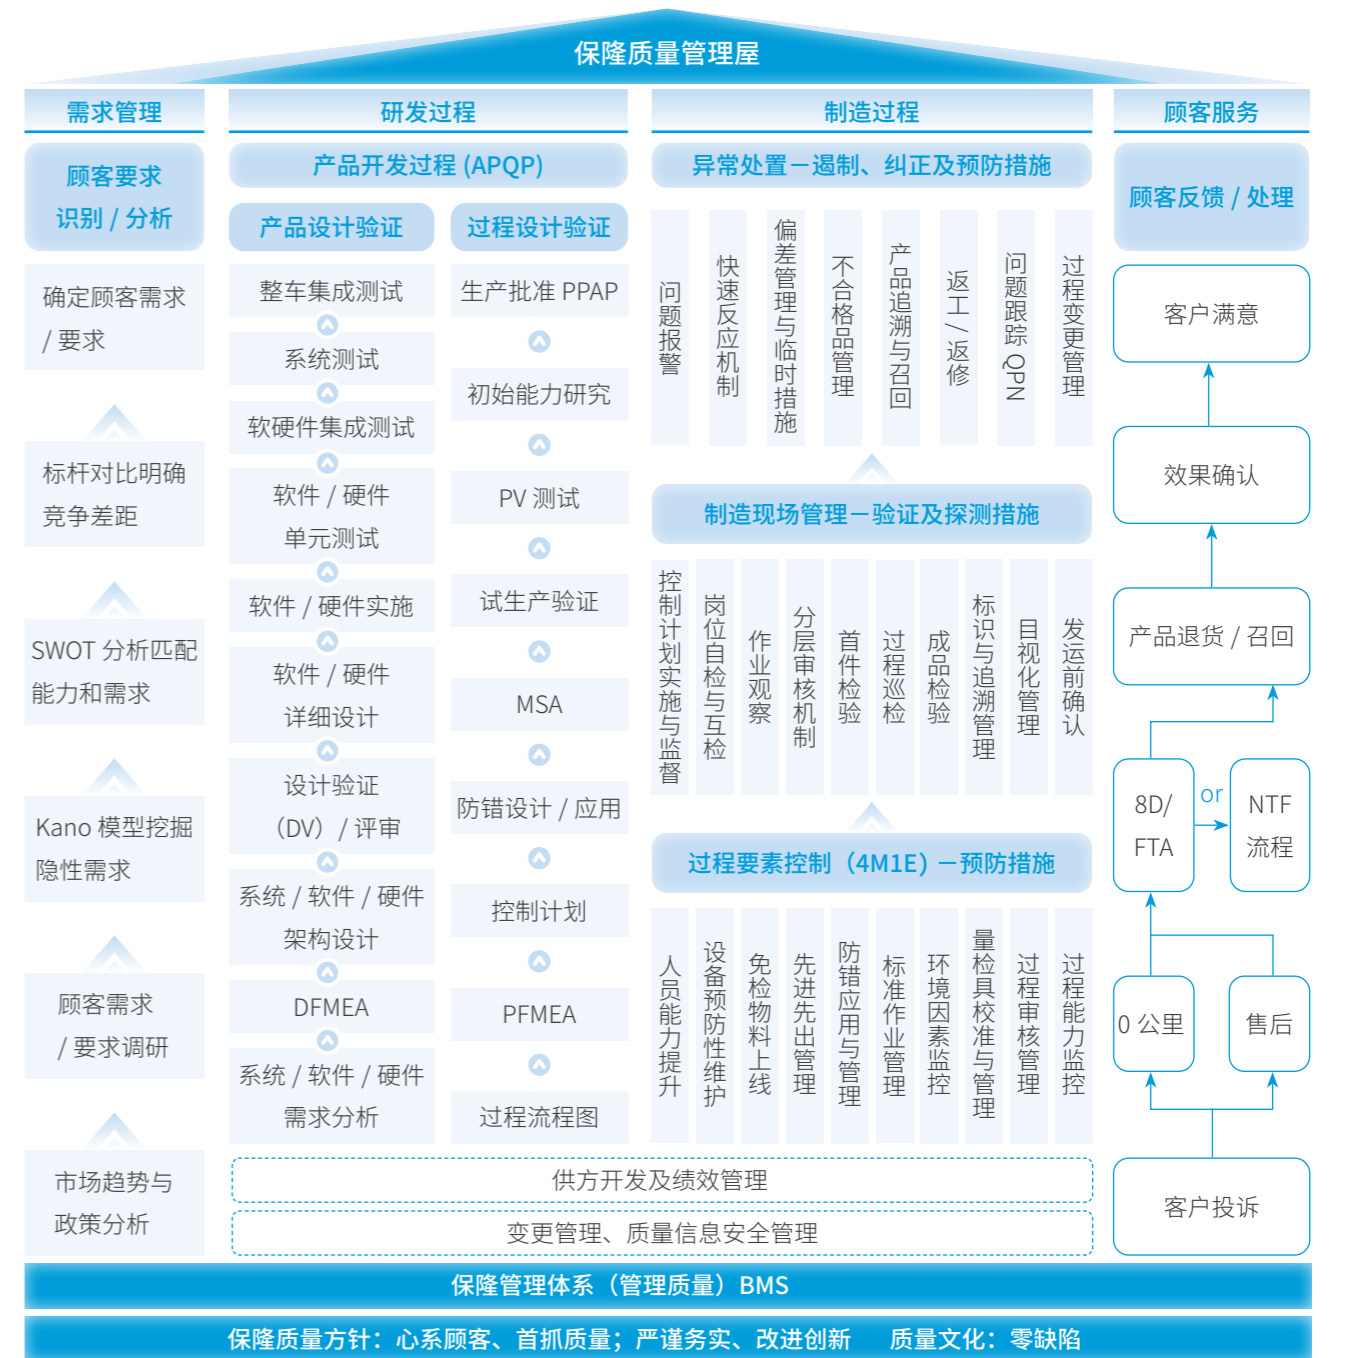 保隆质量管理屋
需求管理
顾客要求
识别 / 分析
确定顾客需求
/ 要求
标杆对比明确
竞争差距
SWOT 分析匹配
能力和需求
Kano 模型挖掘
隐性需求
顾客需求
/ 要求调研
市场趋势与
政策分析
研发过程
产品开发过程 (APQP)
产品设计验证
整车集成测试
系统测试
软硬件集成测试
软件 / 硬件
单元测试
软件 / 硬件实施
软件 / 硬件
详细设计
设计验证
（DV）/ 评审
系统 / 软件 / 硬件
架构设计
DFMEA
系统 / 软件 / 硬件
需求分析
过程设计验证
生产批准 PPAP
初始能力研究
PV 测试
试生产验证
MSA
防错设计 / 应用
控制计划
PFMEA
过程流程图
制造过程
异常处置－遏制、纠正及预防措施
问题报警
快速反应机制
偏差管理与临时措施
不合格品管理
产品追溯与召回
返工 / 返修
问题跟踪 QPN
过程变更管理
制造现场管理－验证及探测措施
控制计划实施与监督
岗位自检与互检
作业观察
分层审核机制
首件检验
过程巡检
成品检验
标识与追溯管理
目视化管理
发运前确认
过程要素控制（4M1E) －预防措施
人员能力提升
设备预防性维护
免检物料上线
先进先出管理
防错应用与管理
标准作业管理
环境因素监控
量检具校准与管理
过程审核管理
过程能力监控
供方开发及绩效管理
变更管理、质量信息安全管理
顾客服务
顾客反馈 / 处理
客户满意
效果确认
产品退货 / 召回
8D/
FTA
or
NTF
流程
0 公里
售后
客户投诉
保隆管理体系（管理质量）BMS
保隆质量方针：心系顾客、首抓质量；严谨务实、改进创新 质量文化：零缺陷